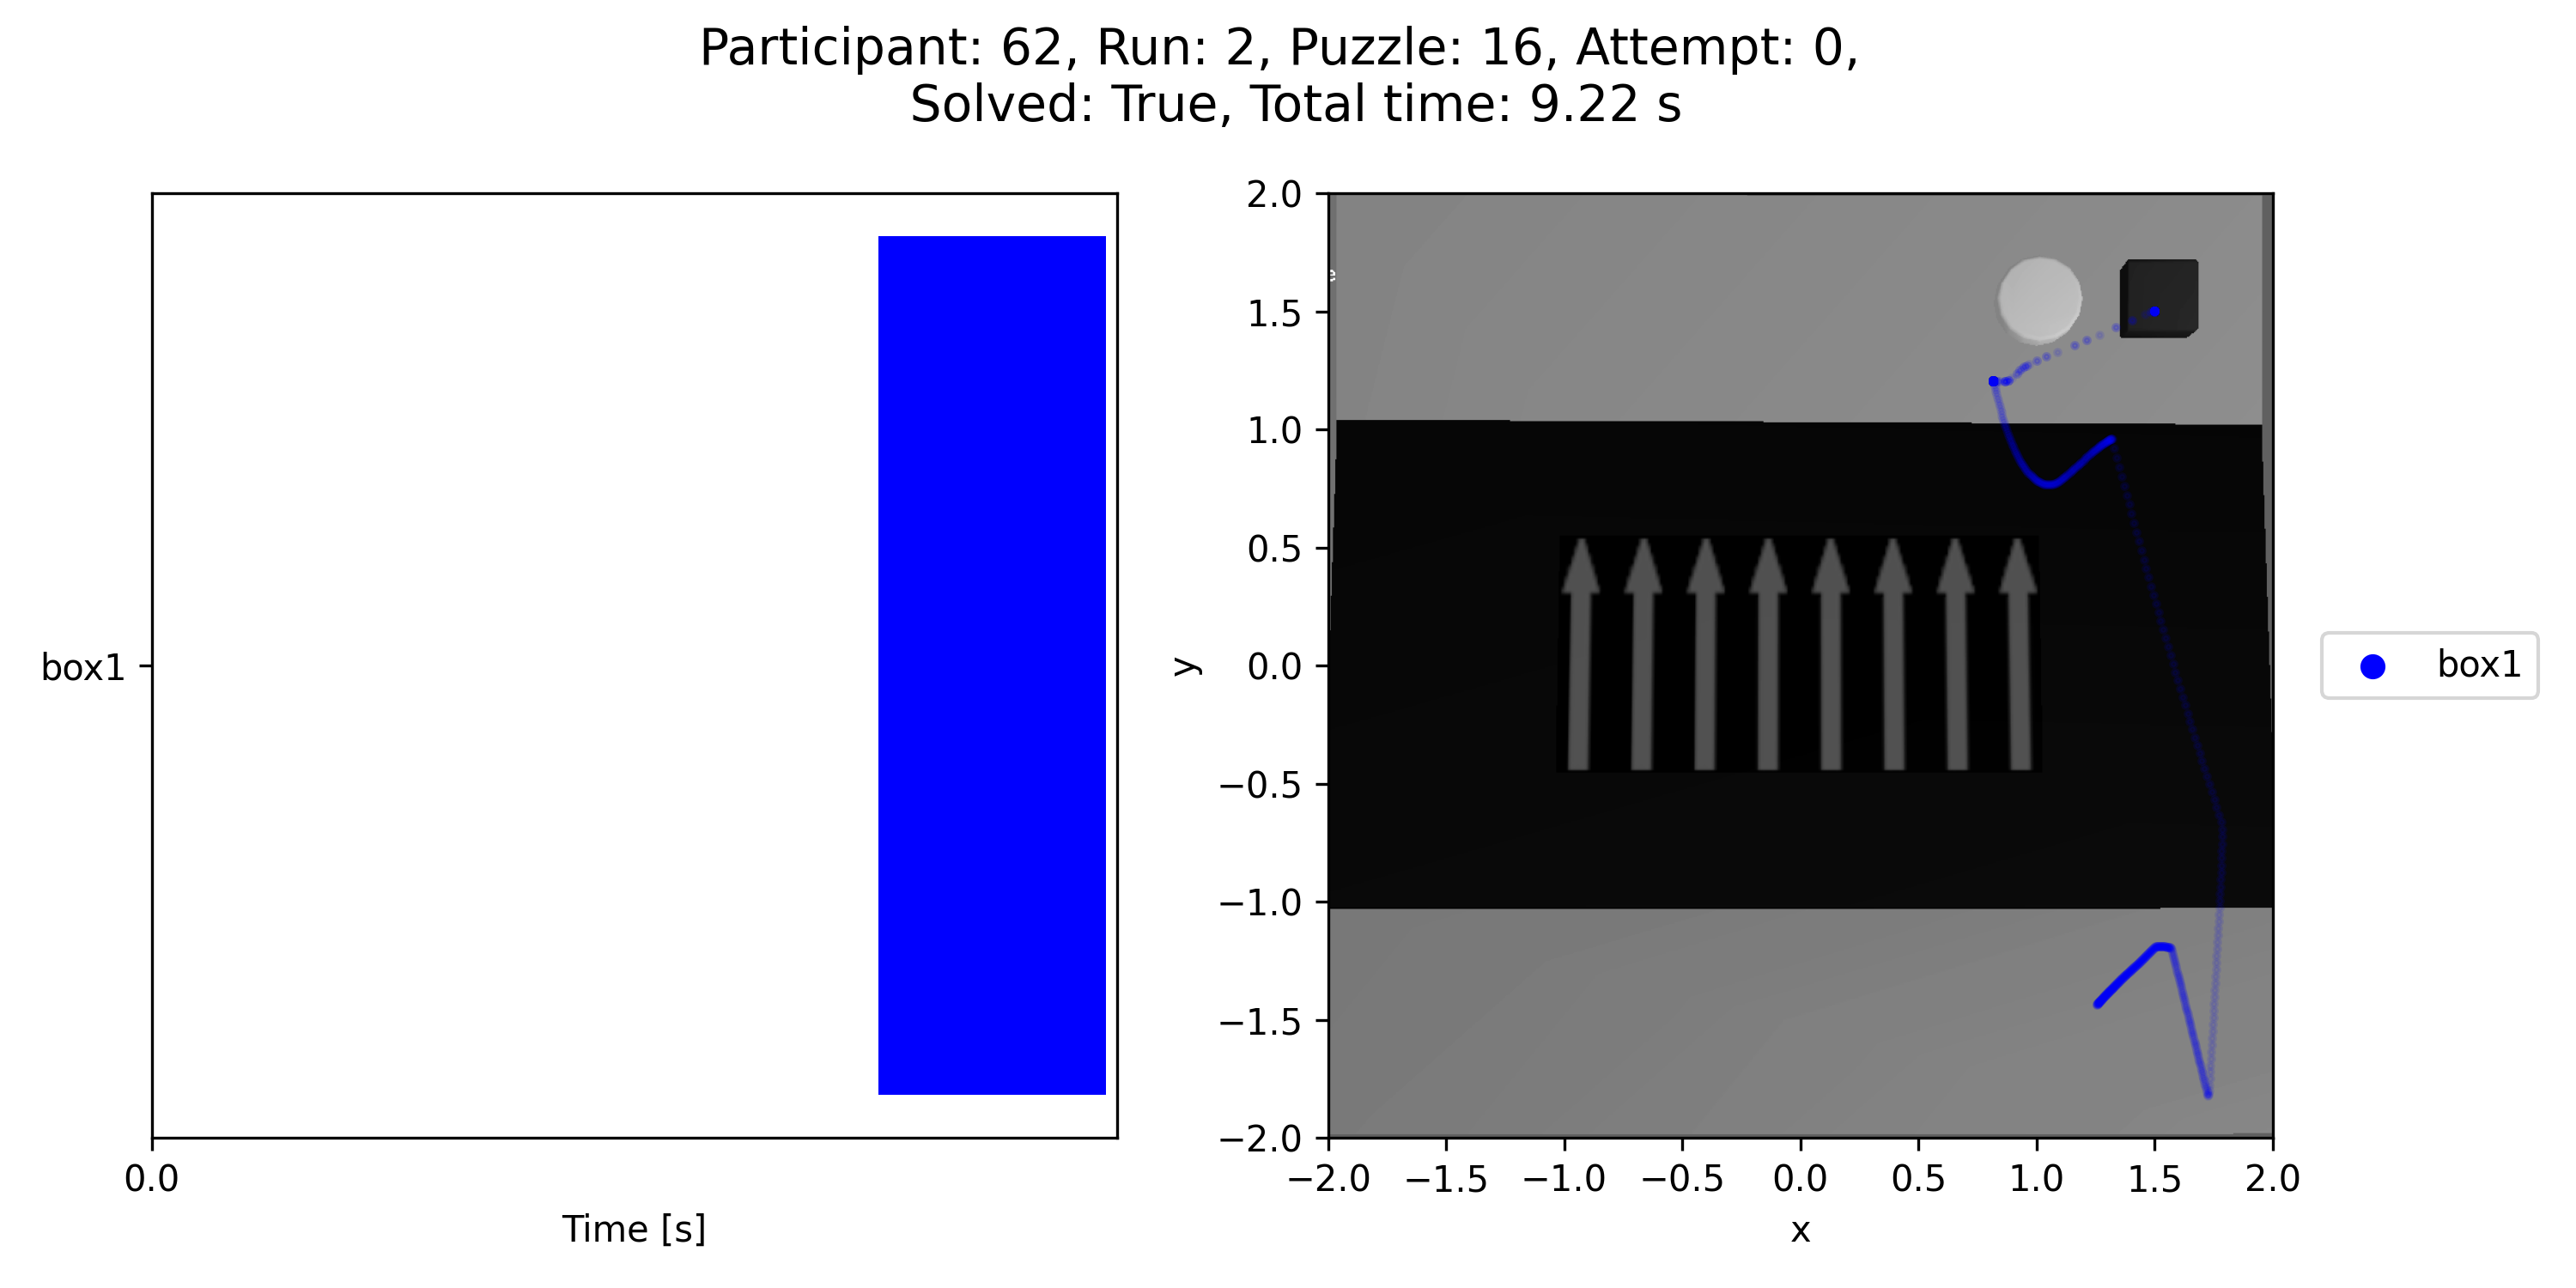 Participant: 62, Run: 2, Puzzle: 16, Attempt: 0,
Solved: True, Total time: 9.22 s
box1
0.0
Time [s]
2.0
1.5
1.0
0.5
0.0
−0.5
−1.0
−1.5
−2.0
y
e
−2.0 −1.5 −1.0 −0.5 0.0 0.5 1.0 1.5 2.0
x
box1